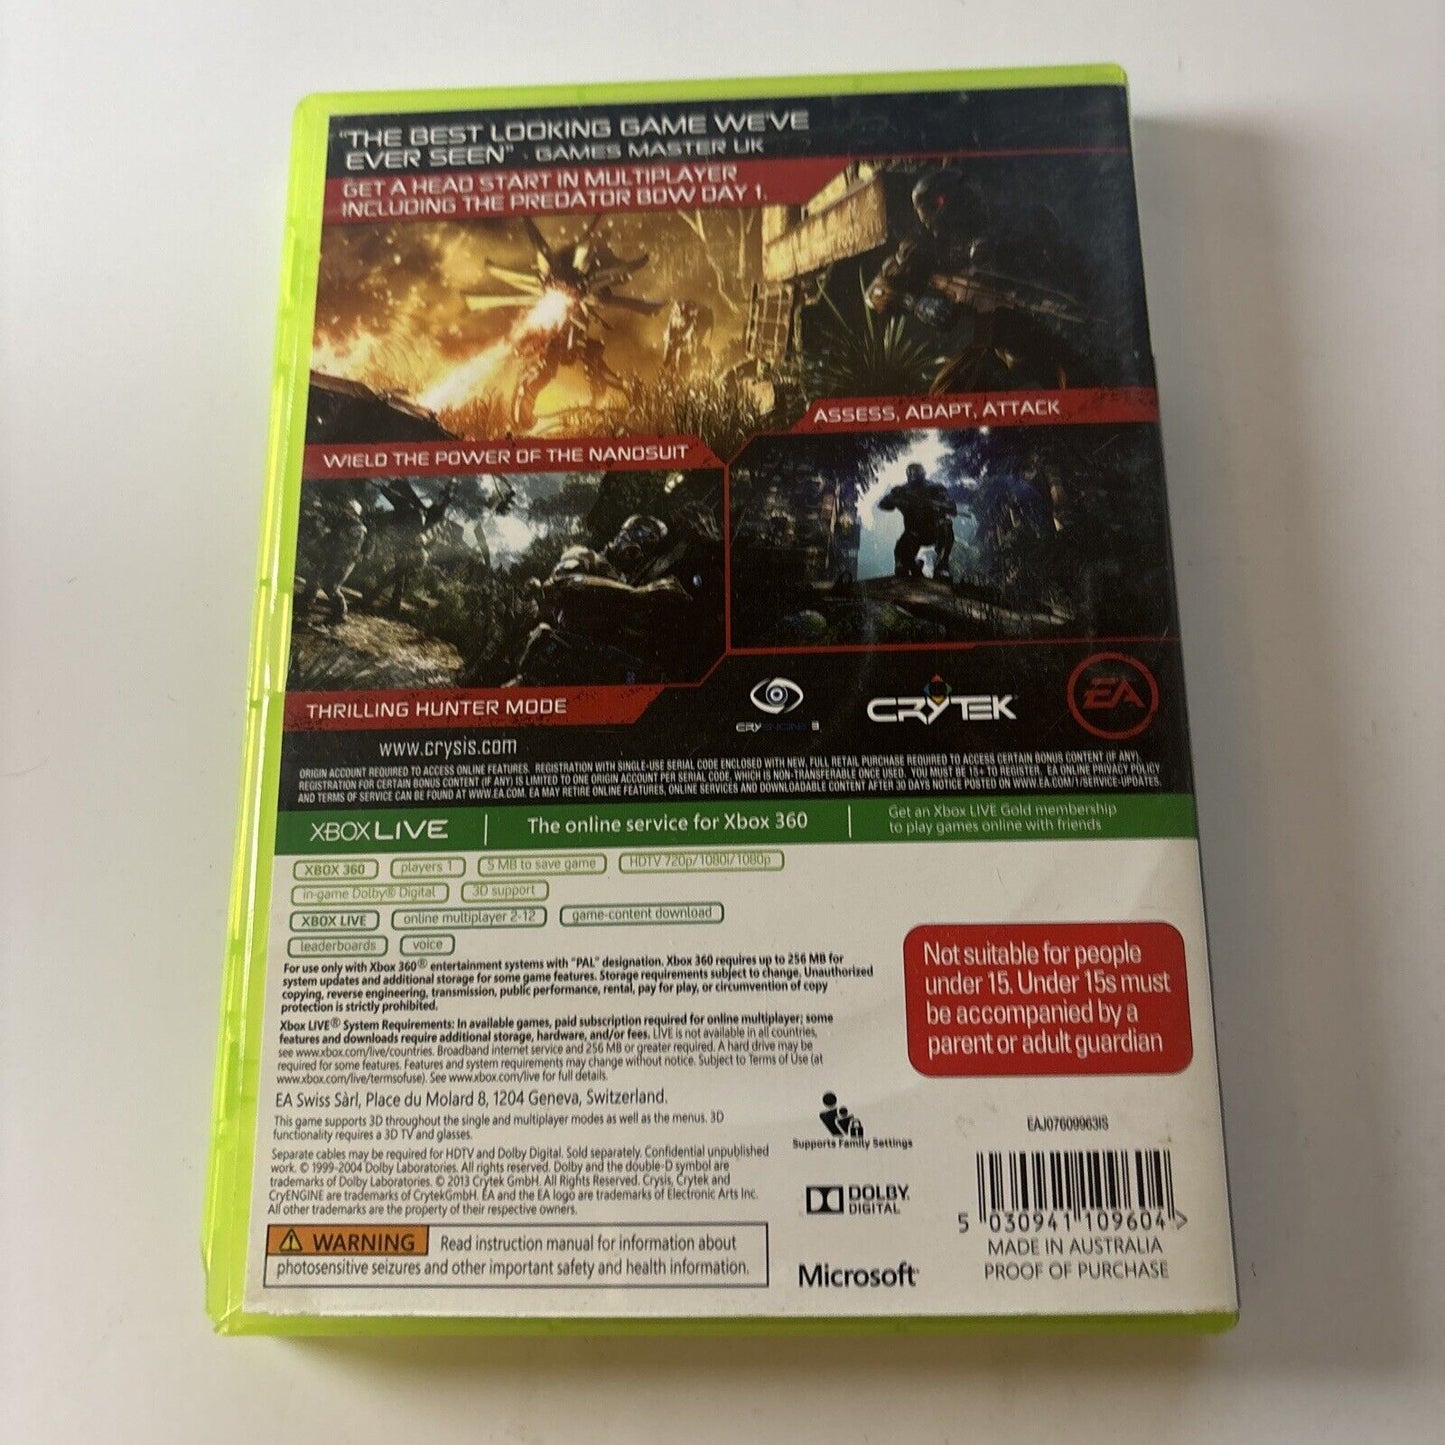 "THE BEST LOOKING GAME WE'VE
EVER SEEN" - GAMES MASTER UK
GET A HEAD START IN MULTIPLAYER
INCLUDING THE PREDATOR BOW DAY 1.
ASSESS, ADAPT, ATTACK
WIELD THE POWER OF THE NANOSUIT
THRILLING HUNTER MODE
CRYENGINE 3
CRYTEK
EA
www.crysis.com
ORIGIN ACCOUNT REQUIRED TO ACCESS ONLINE FEATURES. REGISTRATION WITH SINGLE-USE SERIAL CODE ENCLOSED WITH NEW, FULL RETAIL PURCHASE REQUIRED TO ACCESS CERTAIN BONUS CONTENT (IF ANY).
REGISTRATION FOR CERTAIN BONUS CONTENT (IF ANY) IS LIMITED TO ONE ORIGIN ACCOUNT PER SERIAL CODE, WHICH IS NON-TRANSFERABLE ONCE USED. YOU MUST BE 18+ TO REGISTER. EA ONLINE PRIVACY POLICY
AND TERMS OF SERVICE CAN BE FOUND AT WWW.EA.COM. EA MAY RETIRE ONLINE FEATURES, ONLINE SERVICES AND DOWNLOADABLE CONTENT AFTER 30 DAYS NOTICE POSTED ON WWW.EA.COM/1/SERVICE-UPDATES.
XBOX LIVE
The online service for Xbox 360
Get an Xbox LIVE Gold membership
to play games online with friends
XBOX 360 players 1 5 MB to save game HDTV 720p/1080i/1080p
in-game Dolby® Digital 3D support
XBOX LIVE online multiplayer 2-12 game-content download
leaderboards voice
For use only with Xbox 360® entertainment systems with "PAL" designation. Xbox 360 requires up to 256 MB for
system updates and additional storage for some game features. Storage requirements subject to change. Unauthorized
copying, reverse engineering, transmission, public performance, rental, pay for play, or circumvention of copy
protection is strictly prohibited.
Xbox LIVE® System Requirements: In available games, paid subscription required for online multiplayer; some
features and downloads require additional storage, hardware, and/or fees. LIVE is not available in all countries,
see www.xbox.com/live/countries. Broadband internet service and 256 MB or greater required. A hard drive may be
required for some features. Features and system requirements may change without notice. Subject to Terms of Use (at
www.xbox.com/live/termsofuse). See www.xbox.com/live for full details.
EA Swiss Sàrl, Place du Molard 8, 1204 Geneva, Switzerland.
This game supports 3D throughout the single and multiplayer modes as well as the menus. 3D
functionality requires a 3D TV and glasses.
Separate cables may be required for HDTV and Dolby Digital. Sold separately. Confidential unpublished
work. © 1999-2004 Dolby Laboratories. All rights reserved. Dolby and the double-D symbol are
trademarks of Dolby Laboratories. © 2013 Crytek GmbH. All Rights Reserved. Crysis, Crytek and
CryENGINE are trademarks of CrytekGmbH. EA and the EA logo are trademarks of Electronic Arts Inc.
All other trademarks are the property of their respective owners.
WARNING Read instruction manual for information about
photosensitive seizures and other important safety and health information.
Not suitable for people
under 15. Under 15s must
be accompanied by a
parent or adult guardian
Supports Family Settings
DOLBY
DIGITAL
Microsoft
EAJ07609963IS
5 030941 109604 >
MADE IN AUSTRALIA
PROOF OF PURCHASE